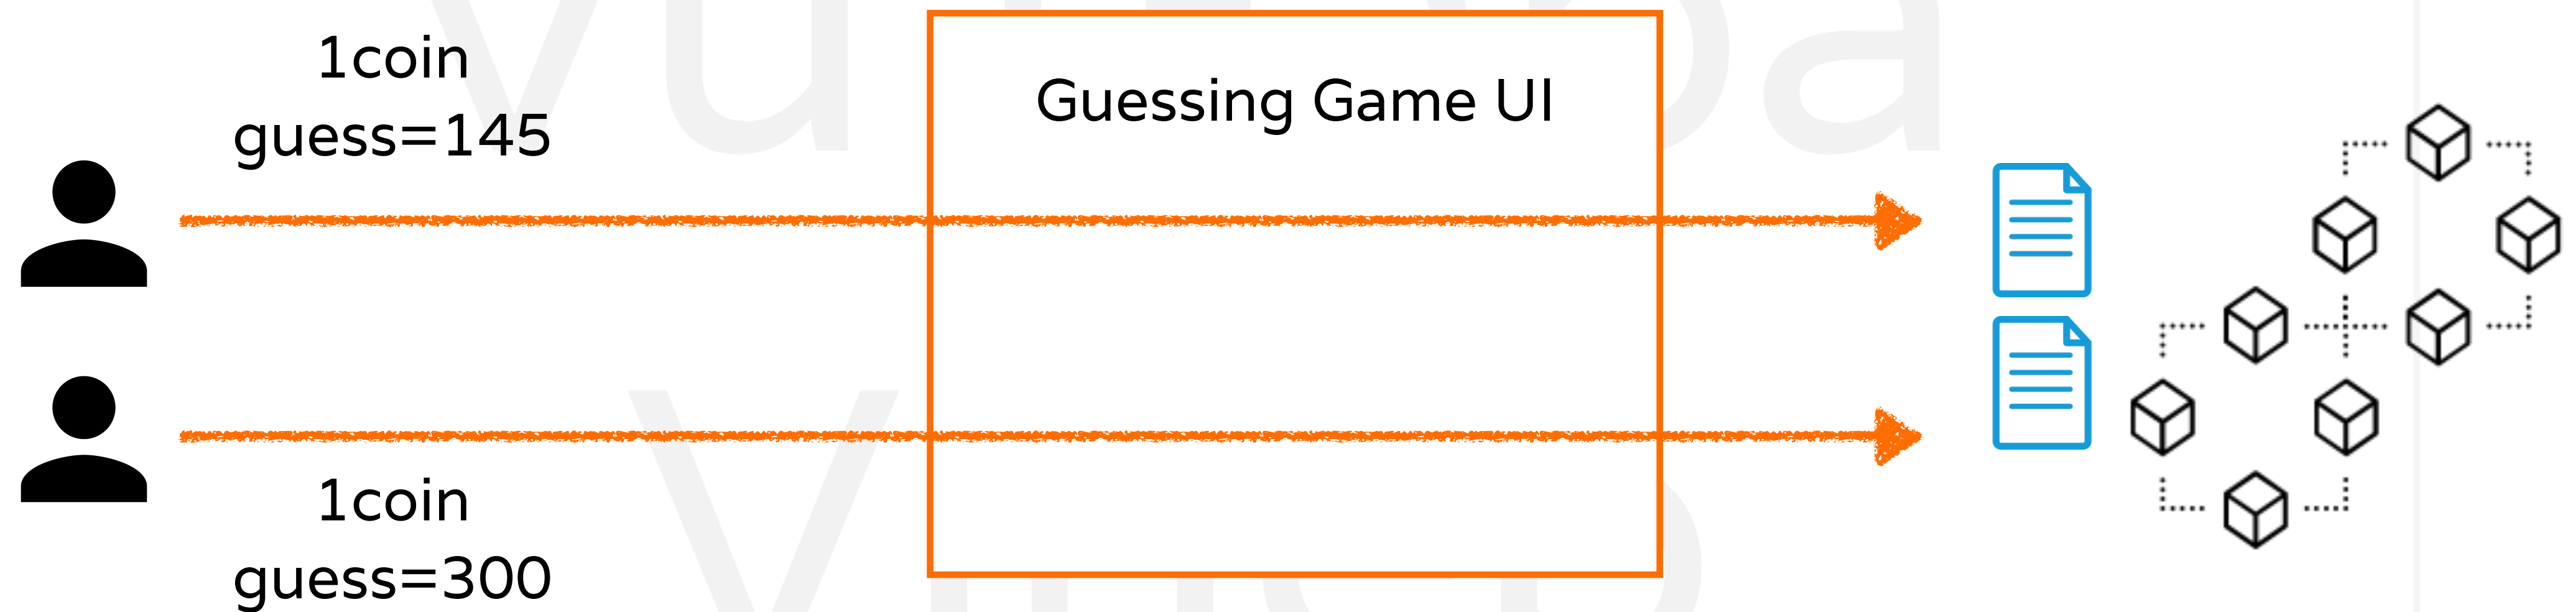 1coin
guess=145
Guessing Game UI
1coin
guess=300